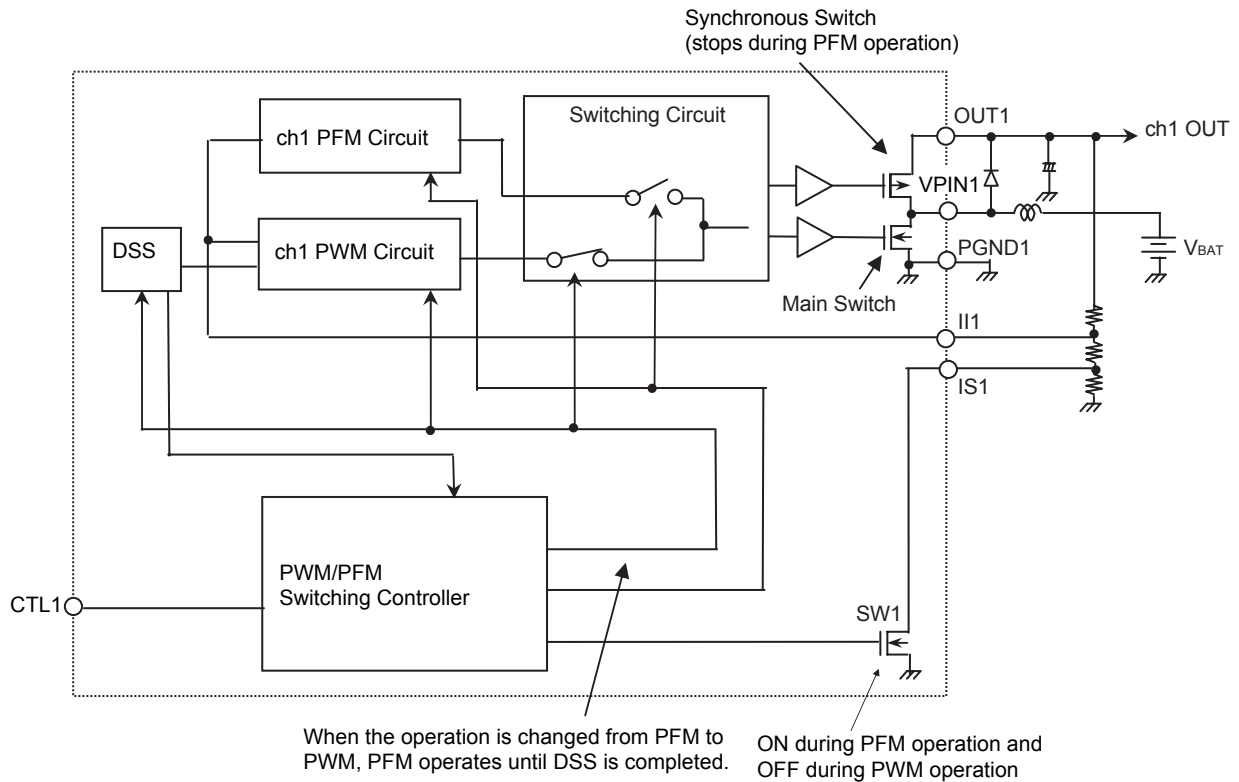 Synchronous Switch
(stops during PFM operation)
Switching Circuit
OUT1
ch1 OUT
ch1 PFM Circuit
VPIN1
DSS
ch1 PWM Circuit
PGND1
VBAT
Main Switch
II1
IS1
PWM/PFM
Switching Controller
CTL1
SW1
When the operation is changed from PFM to
PWM, PFM operates until DSS is completed.
ON during PFM operation and
OFF during PWM operation